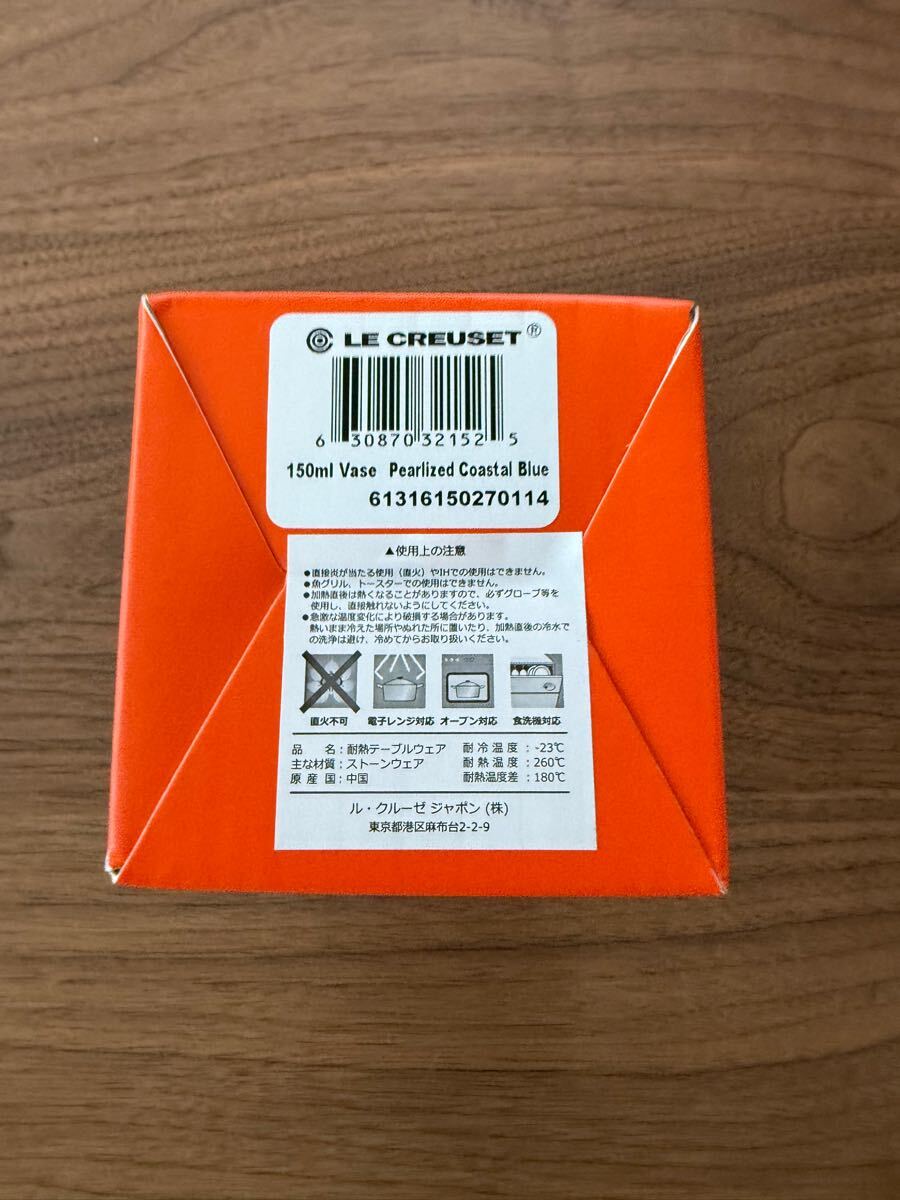 LE CREUSET®
6 30870 32152 5
150ml Vase Pearlized Coastal Blue
61316150270114
▲使用上の注意
●直接炎が当たる使用（直火）やIHでの使用はできません。
●魚グリル、トースターでの使用はできません。
●加熱直後は熱くなることがありますので、必ずグローブ等を
使用し、直接触れないようにしてください。
●急激な温度変化により破損する場合があります。
熱いまま冷えた場所やぬれた所に置いたり、加熱直後の冷水で
の洗浄は避け、冷めてからお取り扱いください。
直火不可 電子レンジ対応 オーブン対応 食洗機対応
品 名：耐熱テーブルウェア 耐冷温度：-23℃
主な材質：ストーンウェア 耐熱温度：260℃
原産国：中国 耐熱温度差：180℃
ル・クルーゼ ジャポン (株)
東京都港区麻布台2-2-9